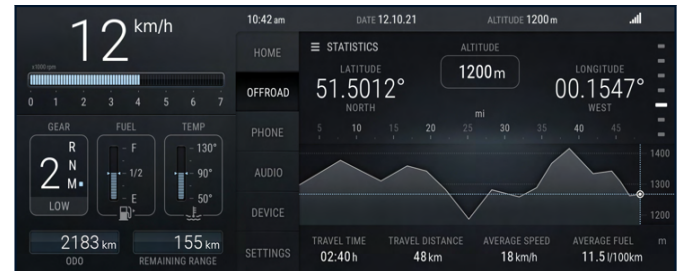 12 km/h
x1000 rpm
0 1 2 3 4 5 6 7
GEAR FUEL TEMP
2 R N M
LOW
F 1/2 E
130° 90° 50°
2183 km
ODO
155 km
REMAINING RANGE
10:42 am DATE 12.10.21 ALTITUDE 1200 m
HOME
OFFROAD
PHONE
AUDIO
DEVICE
SETTINGS
STATISTICS
LATITUDE
51.5012°
NORTH
ALTITUDE
1200 m
LONGITUDE
00.1547°
WEST
mi
5 10 15 20 25 30 35 40 45
1400
1300
1200
m
TRAVEL TIME
02:40 h
TRAVEL DISTANCE
48 km
AVERAGE SPEED
18 km/h
AVERAGE FUEL
11.5 l/100km